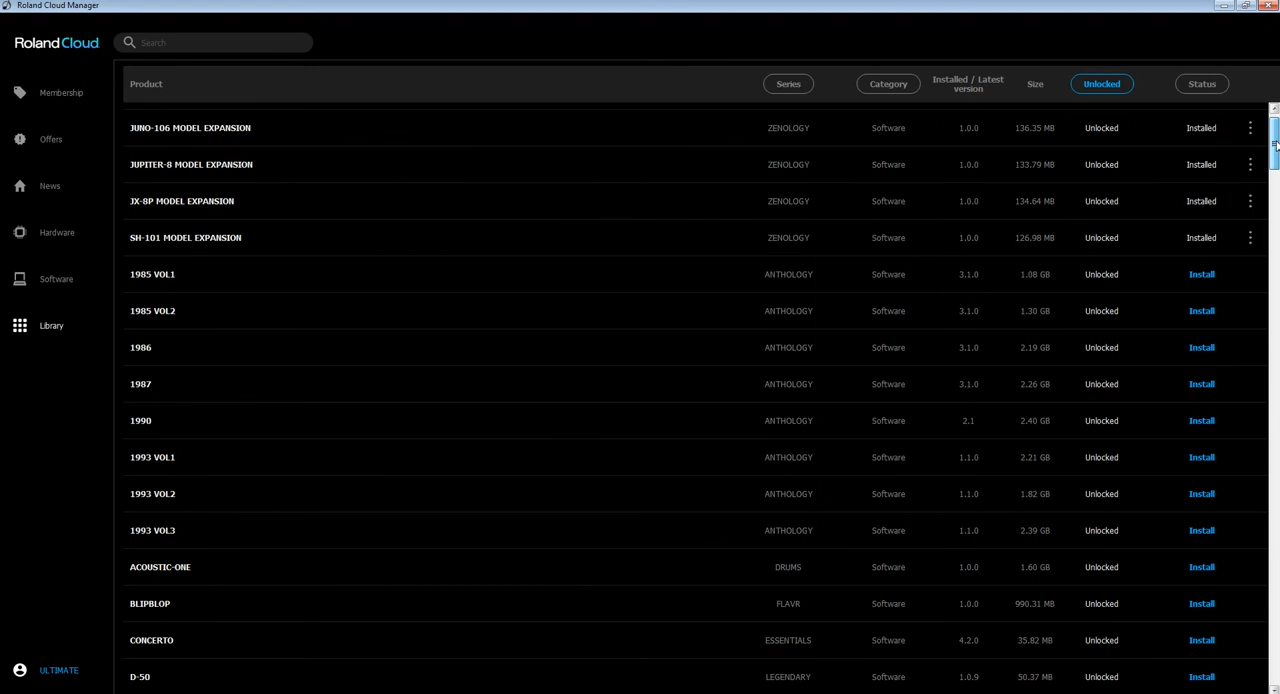 Roland Cloud Manager
RolandCloud
Search
Membership
Offers
News
Hardware
Software
Library
ULTIMATE
Product Series Category Installed / Latest version Size Unlocked Status
JUNO-106 MODEL EXPANSION ZENOLOGY Software 1.0.0 136.35 MB Unlocked Installed
JUPITER-8 MODEL EXPANSION ZENOLOGY Software 1.0.0 133.79 MB Unlocked Installed
JX-8P MODEL EXPANSION ZENOLOGY Software 1.0.0 134.64 MB Unlocked Installed
SH-101 MODEL EXPANSION ZENOLOGY Software 1.0.0 126.98 MB Unlocked Installed
1985 VOL1 ANTHOLOGY Software 3.1.0 1.08 GB Unlocked Install
1985 VOL2 ANTHOLOGY Software 3.1.0 1.30 GB Unlocked Install
1986 ANTHOLOGY Software 3.1.0 2.19 GB Unlocked Install
1987 ANTHOLOGY Software 3.1.0 2.26 GB Unlocked Install
1990 ANTHOLOGY Software 2.1 2.40 GB Unlocked Install
1993 VOL1 ANTHOLOGY Software 1.1.0 2.21 GB Unlocked Install
1993 VOL2 ANTHOLOGY Software 1.1.0 1.82 GB Unlocked Install
1993 VOL3 ANTHOLOGY Software 1.1.0 2.39 GB Unlocked Install
ACOUSTIC-ONE DRUMS Software 1.0.0 1.60 GB Unlocked Install
BLIPBLOP FLAVR Software 1.0.0 990.31 MB Unlocked Install
CONCERTO ESSENTIALS Software 4.2.0 35.82 MB Unlocked Install
D-50 LEGENDARY Software 1.0.9 50.37 MB Unlocked Install